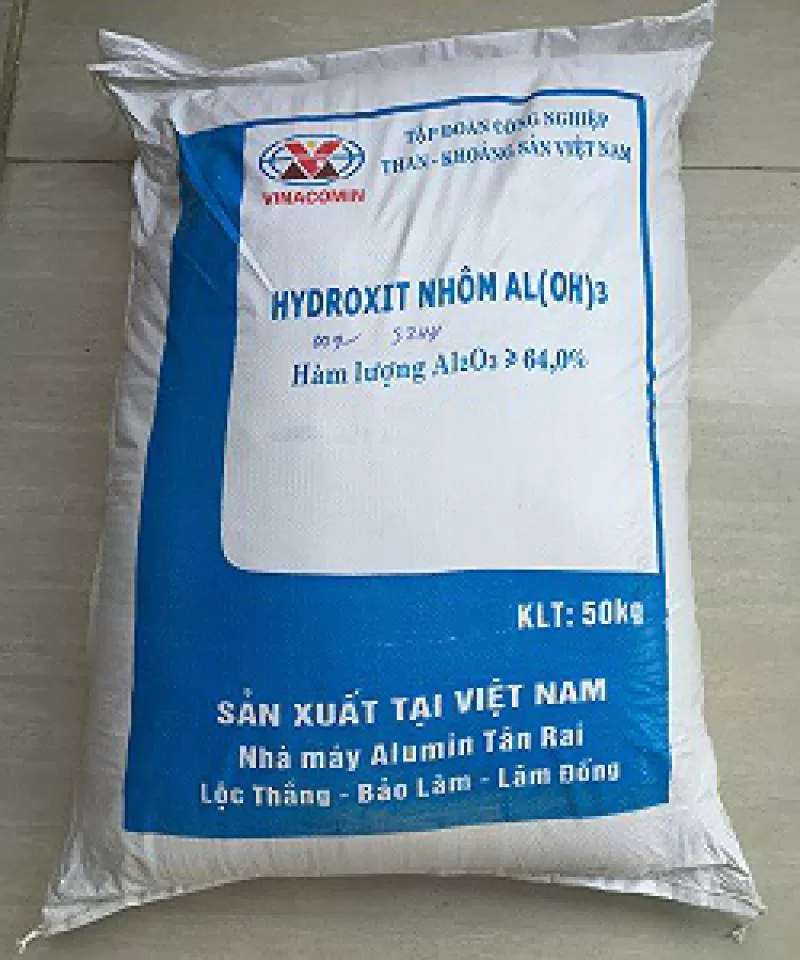 TẬP ĐOÀN CÔNG NGHIỆP
THAN - KHOÁNG SẢN VIỆT NAM
VINACOMIN
HYDROXIT NHÔM AL(OH)3
Hàm lượng Al2O3 ≥ 64,0%
KLT: 50kg
SẢN XUẤT TẠI VIỆT NAM
Nhà máy Alumin Tân Rai
Lộc Thắng - Bảo Lâm - Lâm Đồng